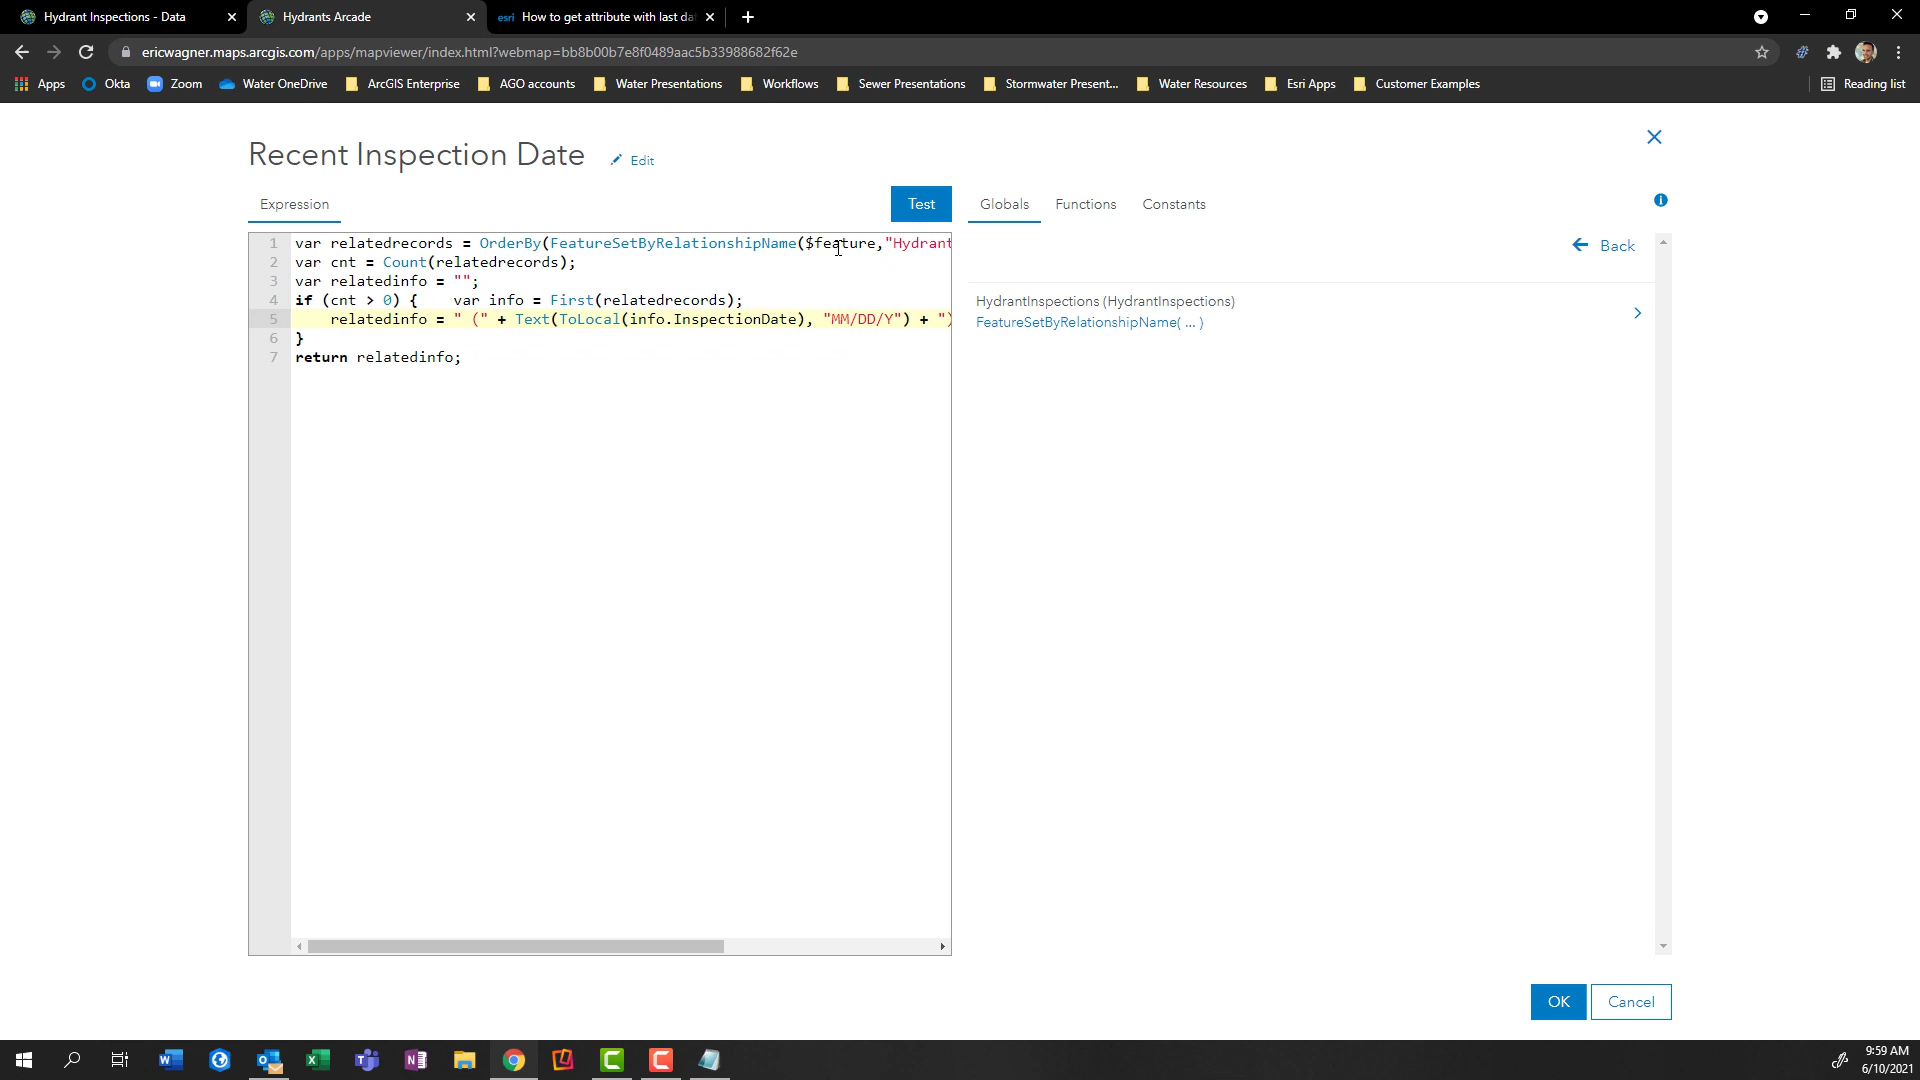 Hydrant Inspections - Data
Hydrants Arcade
esri How to get attribute with last da
ericwagner.maps.arcgis.com/apps/mapviewer/index.html?webmap=bb8b00b7e8f0489aac5b33988682f62e
Apps Okta Zoom Water OneDrive ArcGIS Enterprise AGO accounts Water Presentations Workflows Sewer Presentations Stormwater Present... Water Resources Esri Apps Customer Examples Reading list
Recent Inspection Date Edit
Expression Test Globals Functions Constants
1 var relatedrecords = OrderBy(FeatureSetByRelationshipName($feature,"Hydrant
2 var cnt = Count(relatedrecords);
3 var relatedinfo = "";
4 if (cnt > 0) { var info = First(relatedrecords);
5 relatedinfo = " (" + Text(ToLocal(info.InspectionDate), "MM/DD/Y") + ")
6 }
7 return relatedinfo;
Back
HydrantInspections (HydrantInspections)
FeatureSetByRelationshipName( ... )
OK Cancel
9:59 AM
6/10/2021